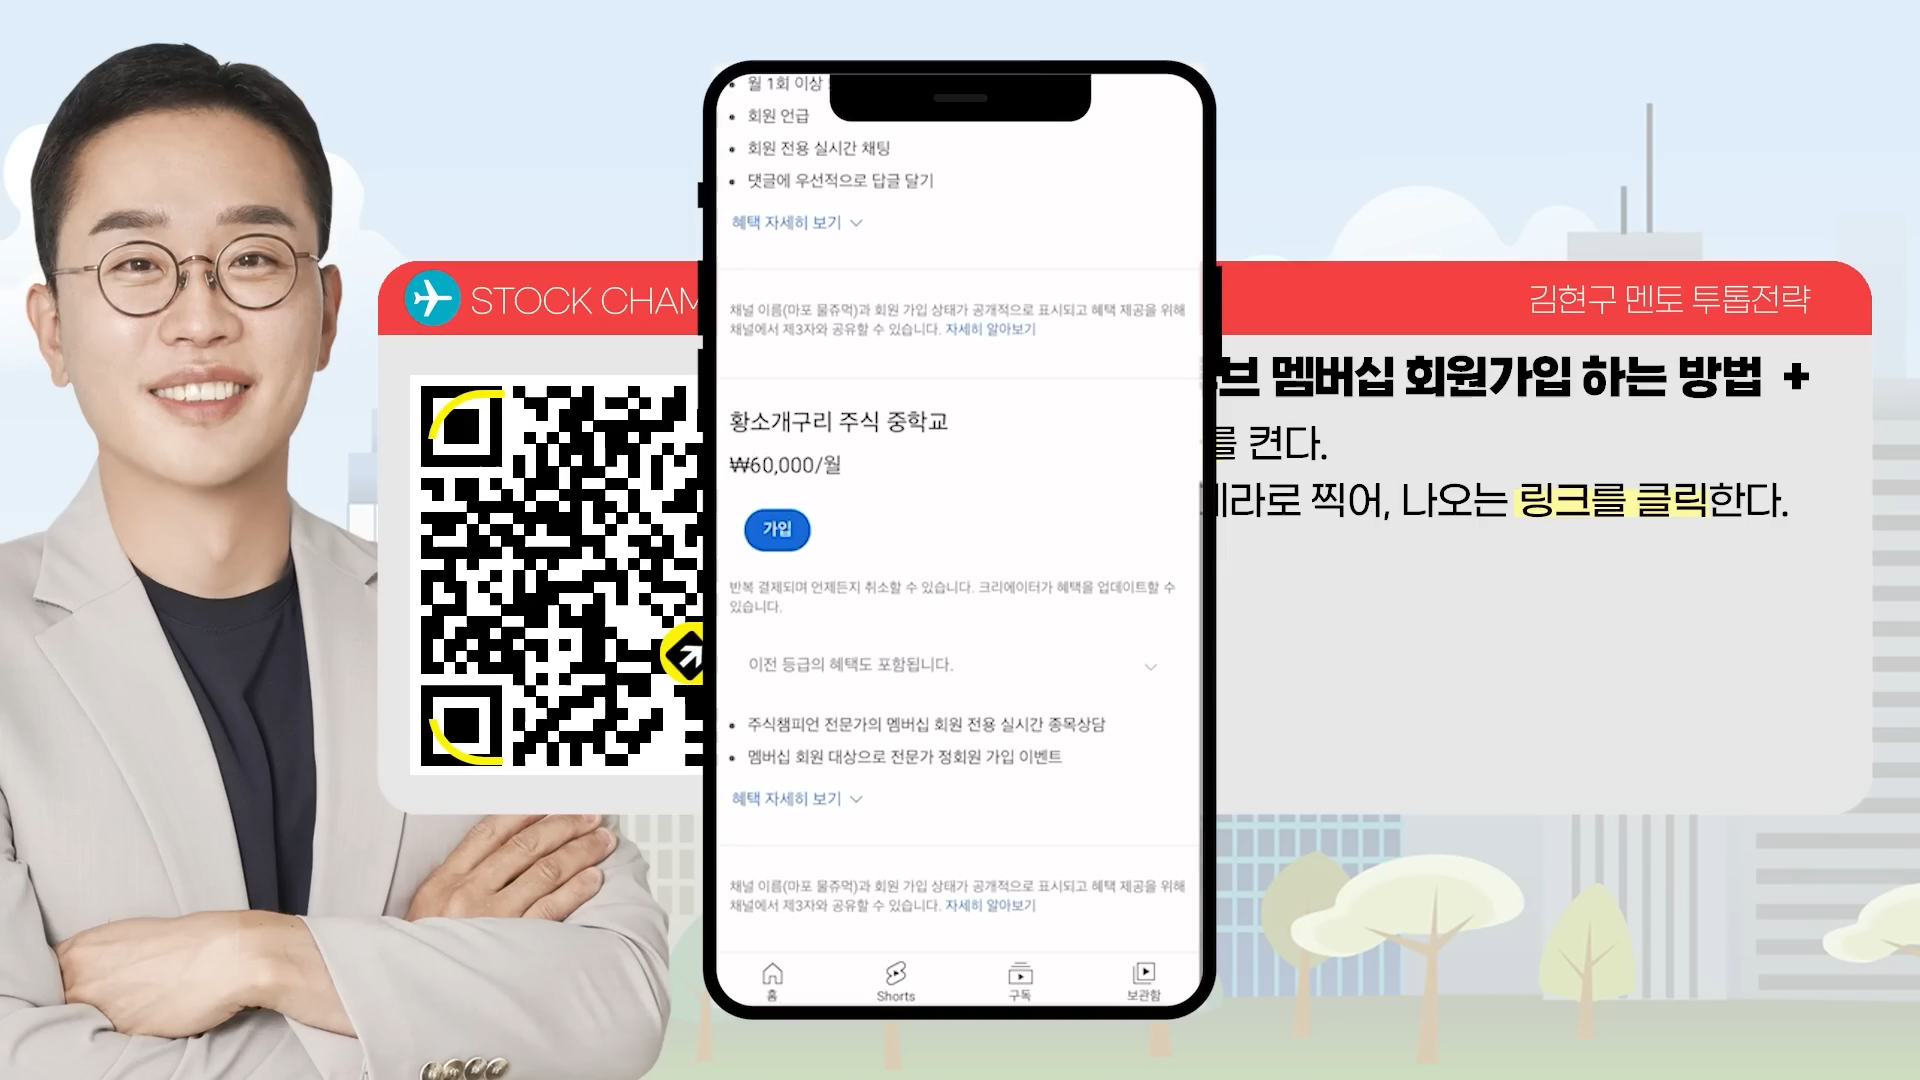 STOCK CHAM
김현구 멘토 투톱전략
브 멤버십 회원가입 하는 방법 +
를 켠다.
메라로 찍어, 나오는 링크를 클릭한다.
월 1회 이상
회원 언급
회원 전용 실시간 채팅
댓글에 우선적으로 답글 달기
혜택 자세히 보기
채널 이름(마포 물쥬먹)과 회원 가입 상태가 공개적으로 표시되고 혜택 제공을 위해
채널에서 제3자와 공유할 수 있습니다. 자세히 알아보기
황소개구리 주식 중학교
₩60,000/월
가입
반복 결제되며 언제든지 취소할 수 있습니다. 크리에이터가 혜택을 업데이트할 수
있습니다.
이전 등급의 혜택도 포함됩니다.
주식챔피언 전문가의 멤버십 회원 전용 실시간 종목상담
멤버십 회원 대상으로 전문가 정회원 가입 이벤트
혜택 자세히 보기
채널 이름(마포 물쥬먹)과 회원 가입 상태가 공개적으로 표시되고 혜택 제공을 위해
채널에서 제3자와 공유할 수 있습니다. 자세히 알아보기
홈
Shorts
구독
보관함